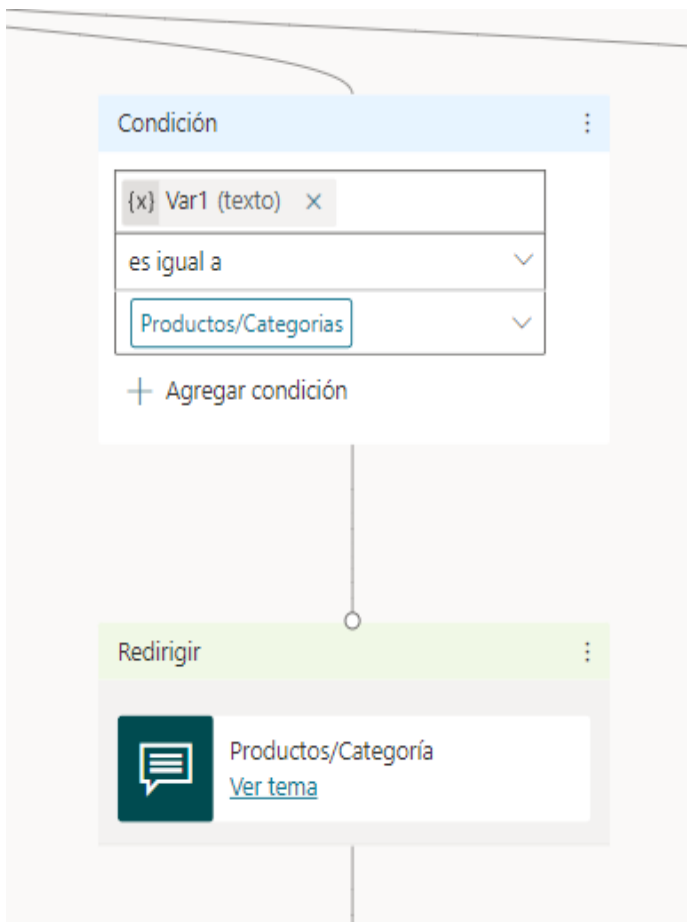 Condición
{x} Var1 (texto) ×
es igual a
Productos/Categorias
+ Agregar condición
Redirigir
Productos/Categoría
Ver tema